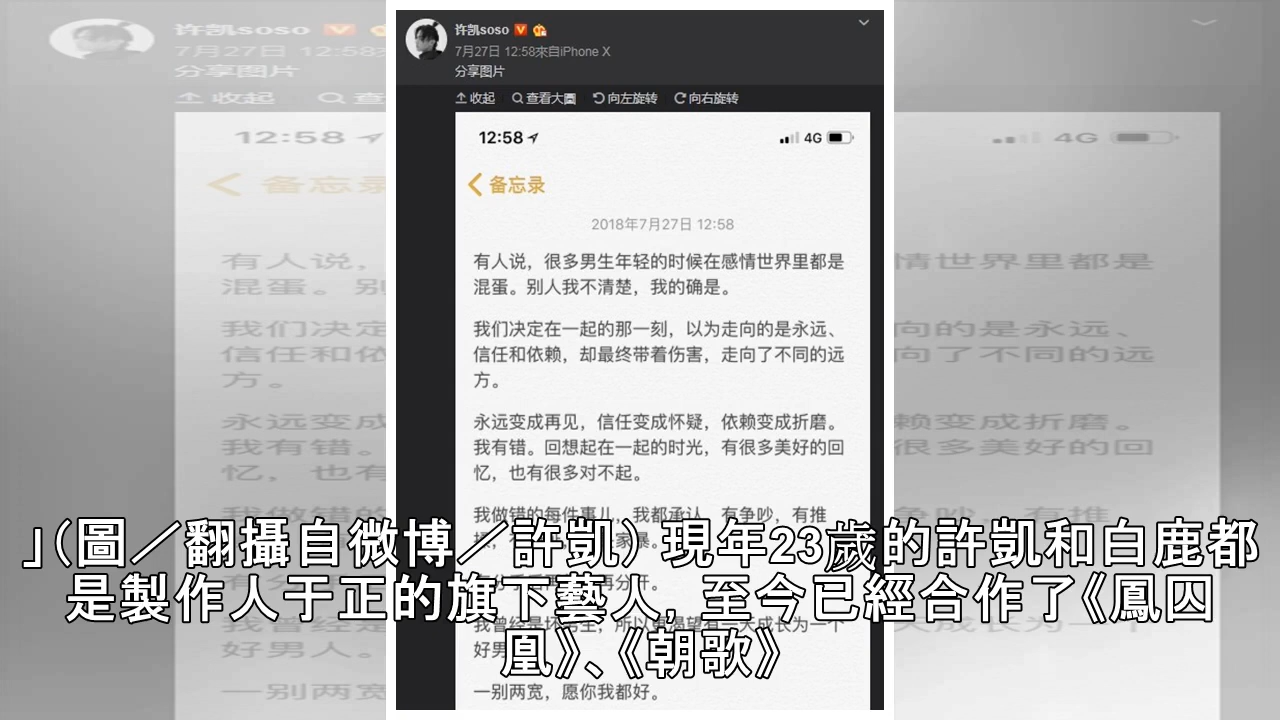 许凯soso
7月27日 12:58来自iPhone X
分享图片
收起 查看大圖 向左旋转 向右旋转
12:58
4G
备忘录
2018年7月27日 12:58
有人说，很多男生年轻的时候在感情世界里都是
混蛋。别人我不清楚，我的确是。
我们决定在一起的那一刻，以为走向的是永远、
信任和依赖，却最终带着伤害，走向了不同的远
方。
永远变成再见，信任变成怀疑，依赖变成折磨。
我有错。回想起在一起的时光，有很多美好的回
忆，也有很多对不起。
我做错的每件事儿，我都承认。有争吵，有推
」（圖／翻攝自微博／許凱） 現年23歲的許凱和白鹿都
是製作人于正的旗下藝人，至今已經合作了《鳳囚
凰》、《朝歌》
好男
一别两宽，愿你我都好。